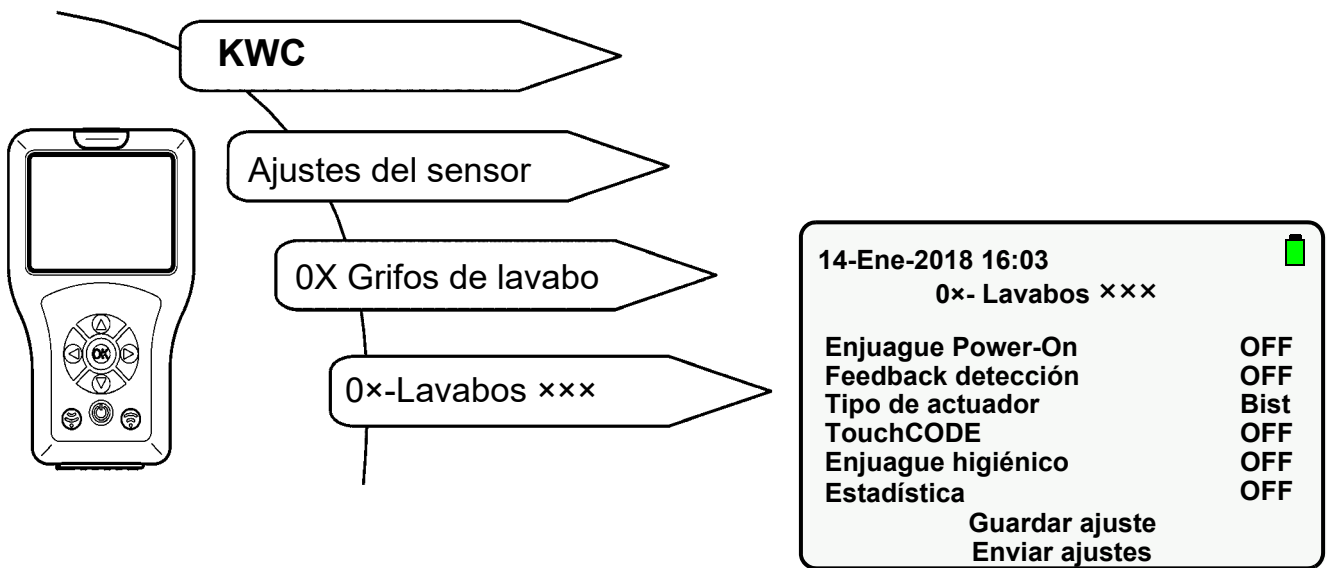 KWC
Ajustes del sensor
0X Grifos de lavabo
0×-Lavabos ×××
OK
14-Ene-2018 16:03
0×- Lavabos ×××
Enjuague Power-On OFF
Feedback detección OFF
Tipo de actuador Bist
TouchCODE OFF
Enjuague higiénico OFF
Estadística OFF
Guardar ajuste
Enviar ajustes